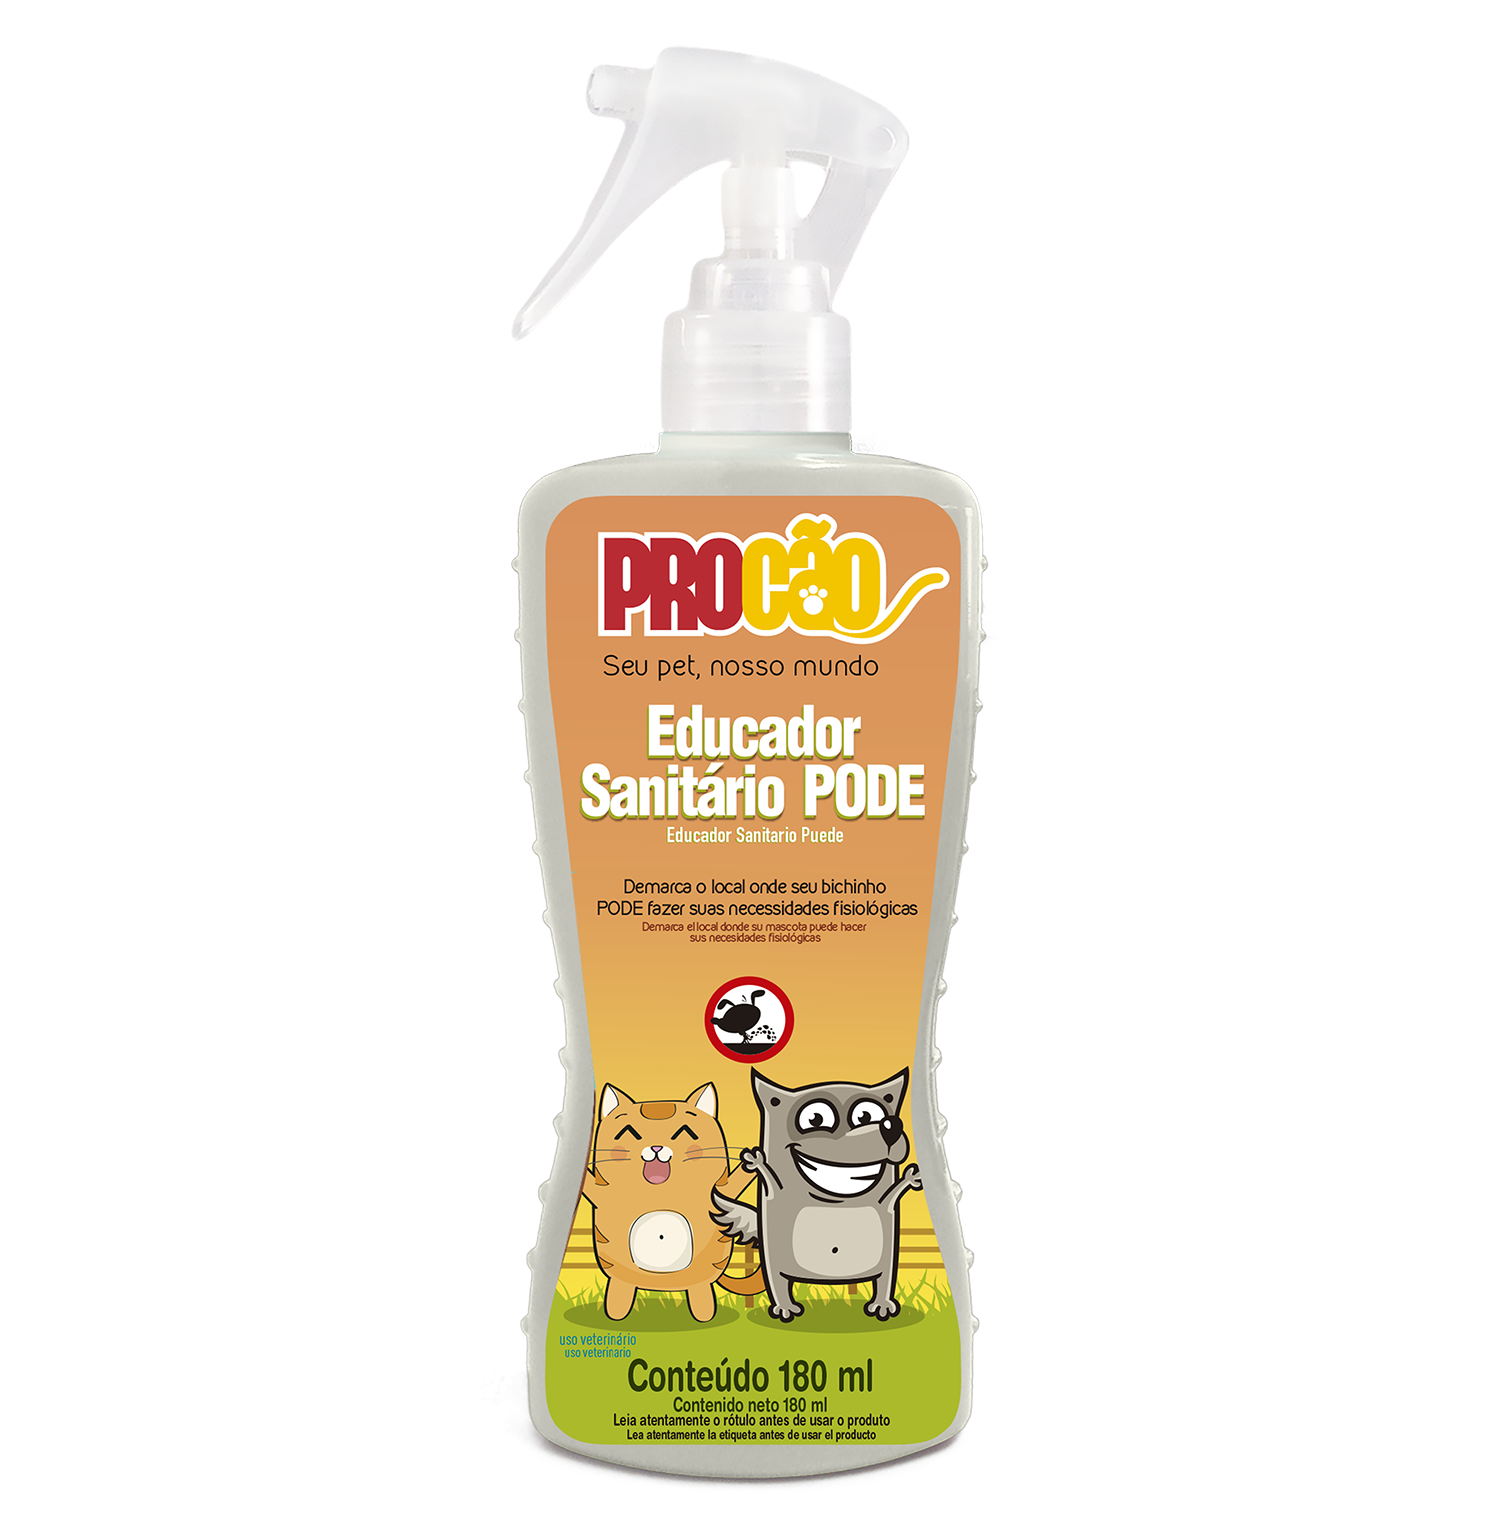 PROCÃO
Seu pet, nosso mundo
Educador
Sanitário PODE
Educador Sanitario Puede
Demarca o local onde seu bichinho
PODE fazer suas necessidades fisiológicas
Demarca el local donde su mascota puede hacer
sus necesidades fisiológicas
uso veterinário
uso veterinario
Conteúdo 180 ml
Contenido neto 180 ml
Leia atentamente o rótulo antes de usar o produto
Lea atentamente la etiqueta antes de usar el producto